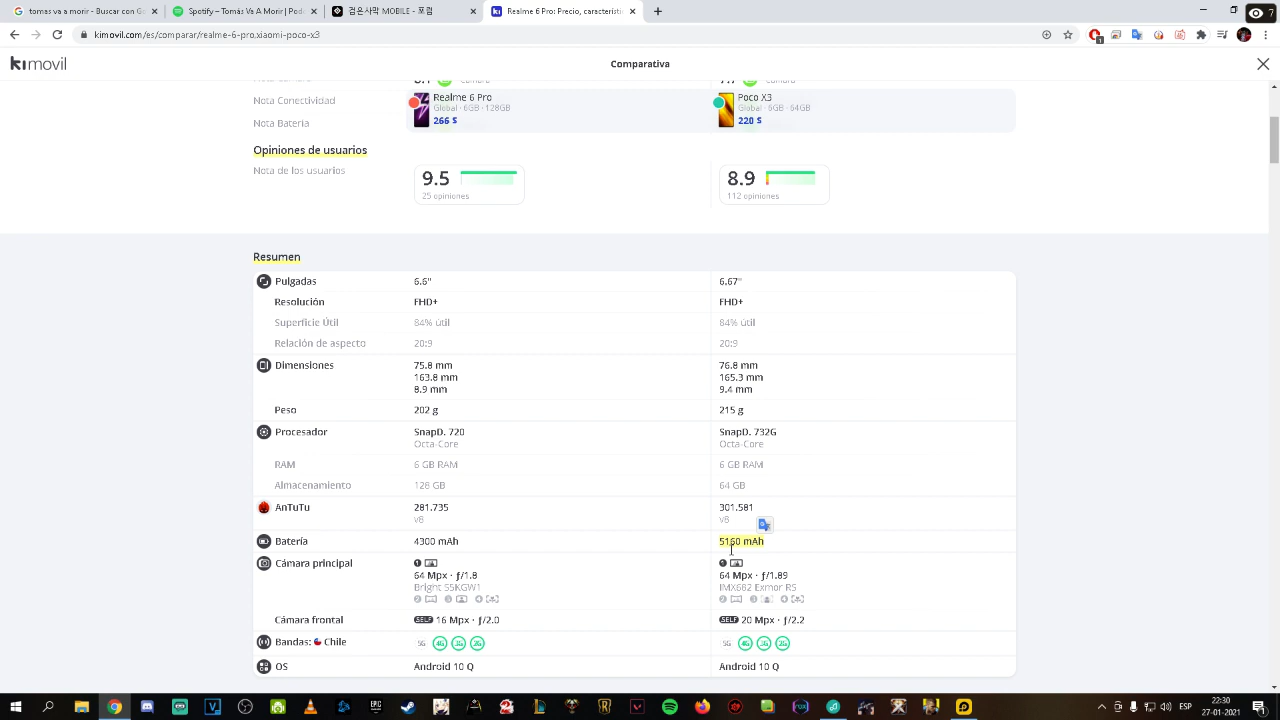 tomas va a morir - Buscar con Go
Spotify – Tomás Va A Morir: Pod
검은사막 MOBILE - 포럼
Realme 6 Pro: Precio, característi
kimovil.com/es/comparar/realme-6-pro,xiaomi-poco-x3
kimovil
Comparativa
Nota Conectividad
Realme 6 Pro
Poco X3
Global · 6GB · 128GB
Global · 6GB · 64GB
Nota Bateria
266 $
220 $
Opiniones de usuarios
Nota de los usuarios
9.5
8.9
25 opiniones
112 opiniones
Resumen
Pulgadas
6.6"
6.67"
Resolución
FHD+
FHD+
Superficie Útil
84% útil
84% útil
Relación de aspecto
20:9
20:9
Dimensiones
75.8 mm
76.8 mm
163.8 mm
165.3 mm
8.9 mm
9.4 mm
Peso
202 g
215 g
Procesador
SnapD. 720
SnapD. 732G
Octa-Core
Octa-Core
RAM
6 GB RAM
6 GB RAM
Almacenamiento
128 GB
64 GB
AnTuTu
281.735
301.581
v8
v8
Batería
4300 mAh
5160 mAh
Cámara principal
64 Mpx · ƒ/1.8
64 Mpx · ƒ/1.89
Bright S5KGW1
IMX682 Exmor RS
Cámara frontal
SELF 16 Mpx · ƒ/2.0
SELF 20 Mpx · ƒ/2.2
Bandas: Chile
5G 4G 3G 2G
5G 4G 3G 2G
OS
Android 10 Q
Android 10 Q
ESP
22:30
27-01-2021